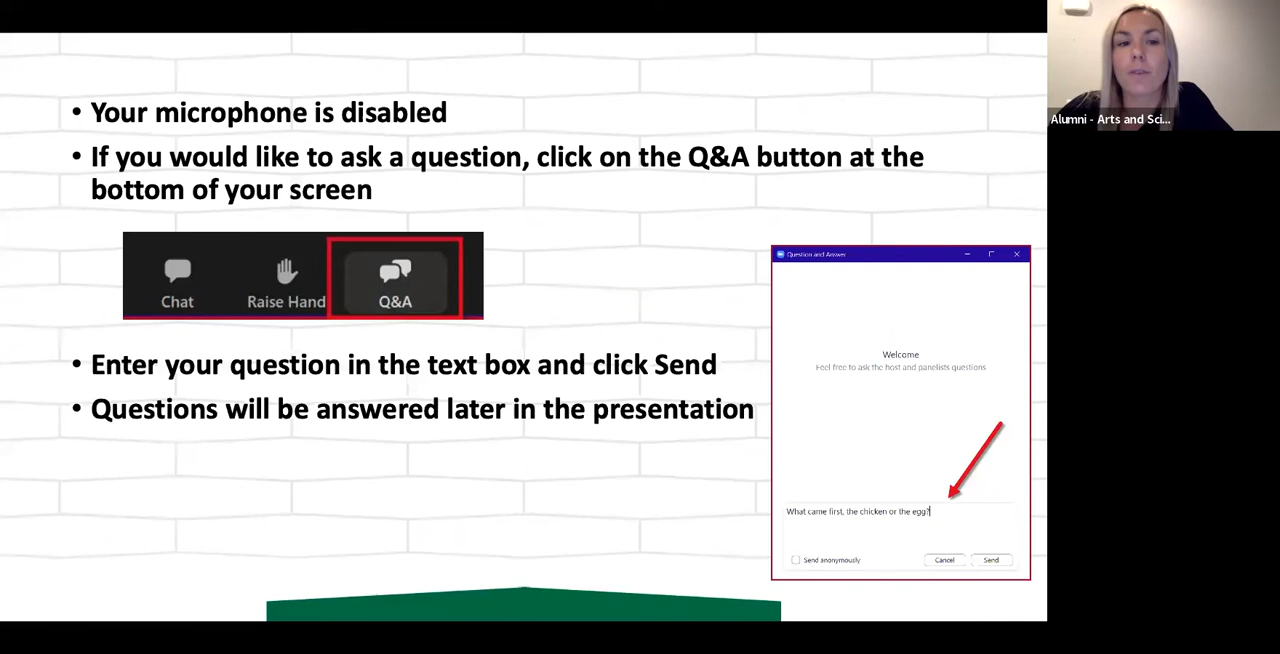 • Your microphone is disabled
• If you would like to ask a question, click on the Q&A button at the
bottom of your screen
Chat
Raise Hand
Q&A
• Enter your question in the text box and click Send
• Questions will be answered later in the presentation
Question and Answer
Welcome
Feel free to ask the host and panelists questions
What came first, the chicken or the egg?
Send anonymously
Cancel
Send
Alumni - Arts and Sci...